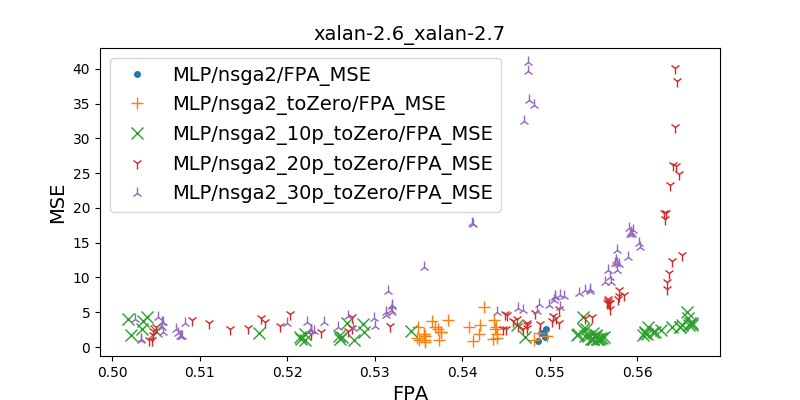 xalan-2.6_xalan-2.7
MLP/nsga2/FPA_MSE
MLP/nsga2_toZero/FPA_MSE
MLP/nsga2_10p_toZero/FPA_MSE
MLP/nsga2_20p_toZero/FPA_MSE
MLP/nsga2_30p_toZero/FPA_MSE
MSE
40
35
30
25
20
15
10
5
0
0.50 0.51 0.52 0.53 0.54 0.55 0.56
FPA